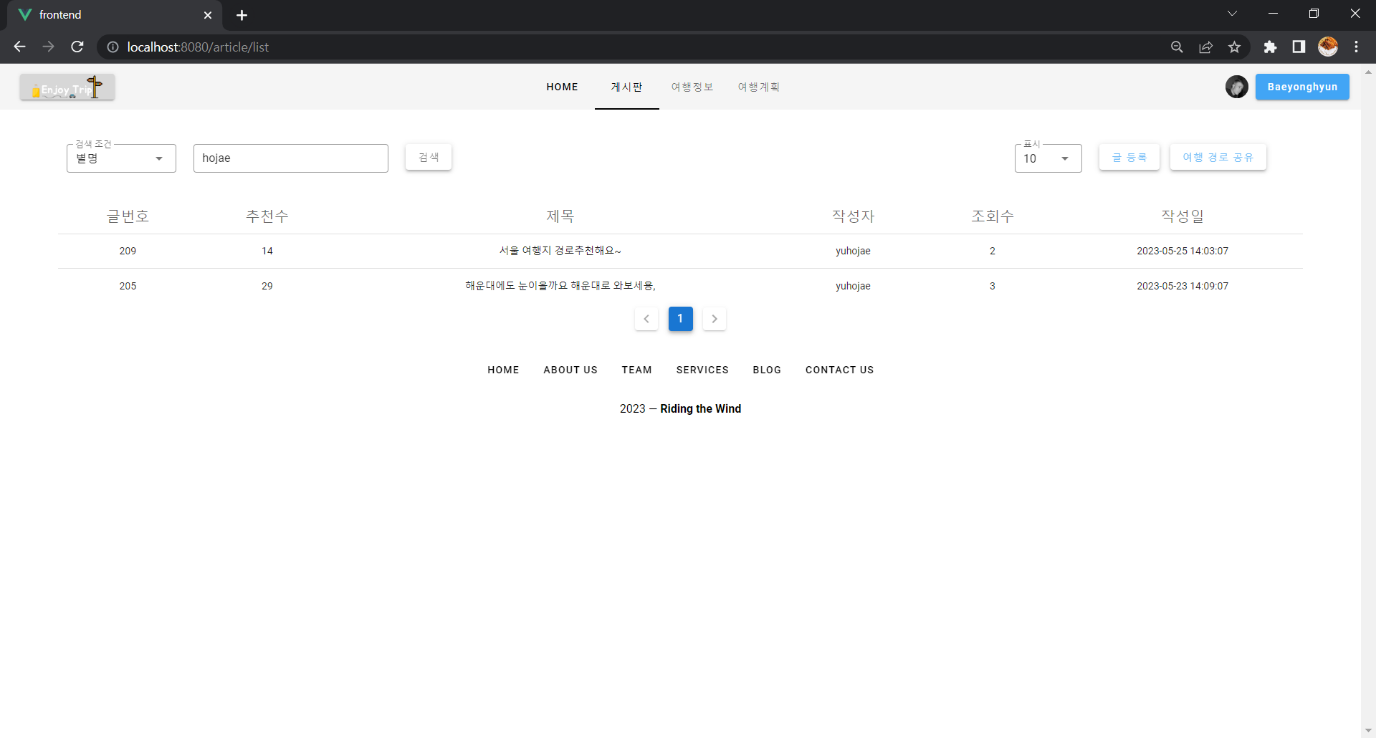 frontend
localhost:8080/article/list
Enjoy Trip
HOME 게시판 여행정보 여행계획
Baeyonghyun
검색 조건
별명
hojae
검색
표시
10
글 등록
여행 경로 공유
글번호 추천수 제목 작성자 조회수 작성일
209 14 서울 여행지 경로추천해요~ yuhojae 2 2023-05-25 14:03:07
205 29 해운대에도 눈이올까요 해운대로 와보세용, yuhojae 3 2023-05-23 14:09:07
1
HOME ABOUT US TEAM SERVICES BLOG CONTACT US
2023 — Riding the Wind